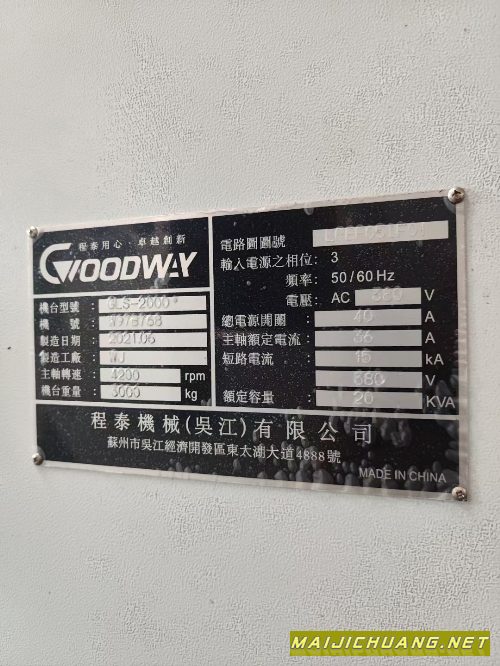 程泰用心 卓越創新
GOODWAY
機台型號： GLS-2000
機 號：
製造日期： 2021.06
製造工廠： WJ
主軸轉速： 4200 rpm
機台重量： 3000 kg
電路圖圖號
輸入電源之相位： 3
頻率： 50/60 Hz
電壓： AC 380 V
總電源開關： 40 A
主軸額定電流： 36 A
短路電流： 15 kA
380 V
額定容量： 26 KVA
程泰機械(吳江)有限公司
蘇州市吳江經濟開發區東太湖大道4888號
MADE IN CHINA
MAIJICHUANG.NET